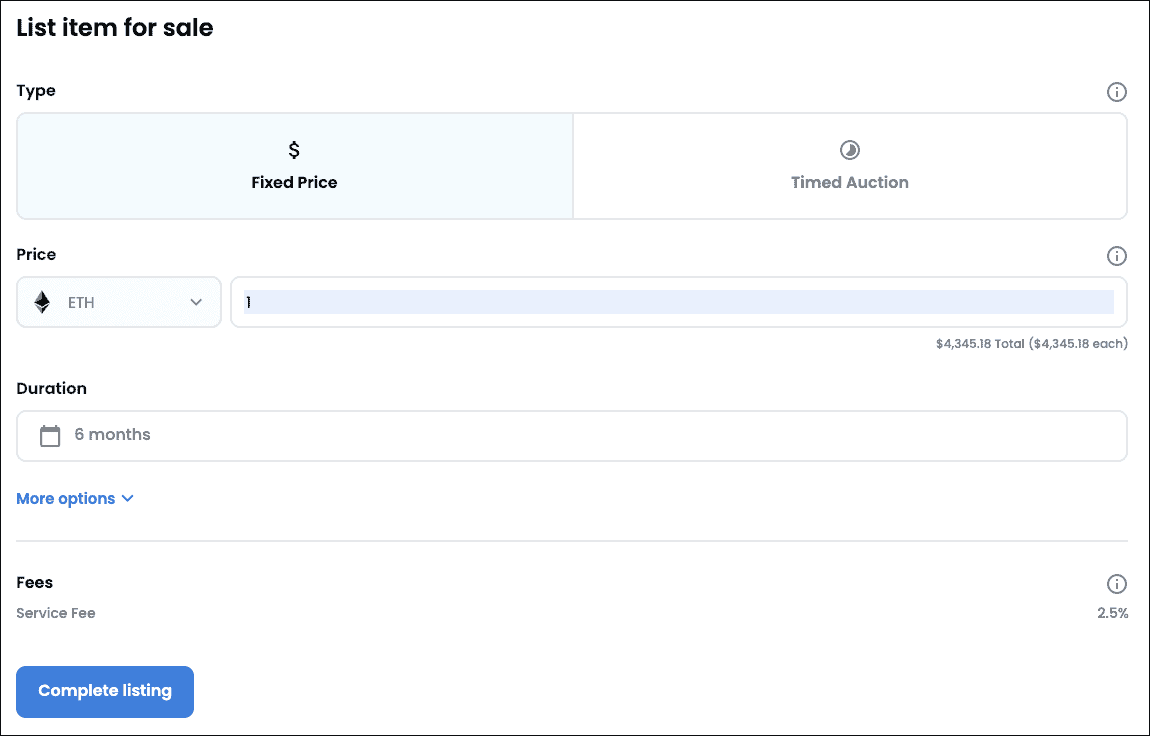 List item for sale
Type
$
Fixed Price
Timed Auction
Price
ETH
1
$4,345.18 Total ($4,345.18 each)
Duration
6 months
More options
Fees
Service Fee
2.5%
Complete listing